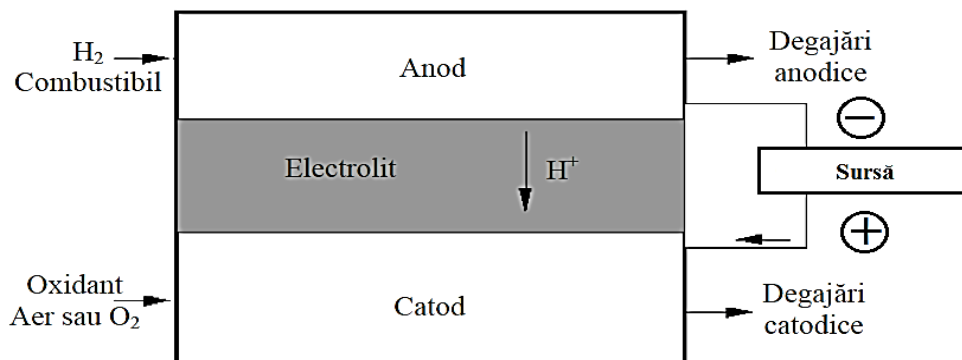 H₂
Combustibil
Anod
Degajări
anodice
−
Electrolit
H⁺
Sursă
+
Oxidant
Aer sau O₂
Catod
Degajări
catodice